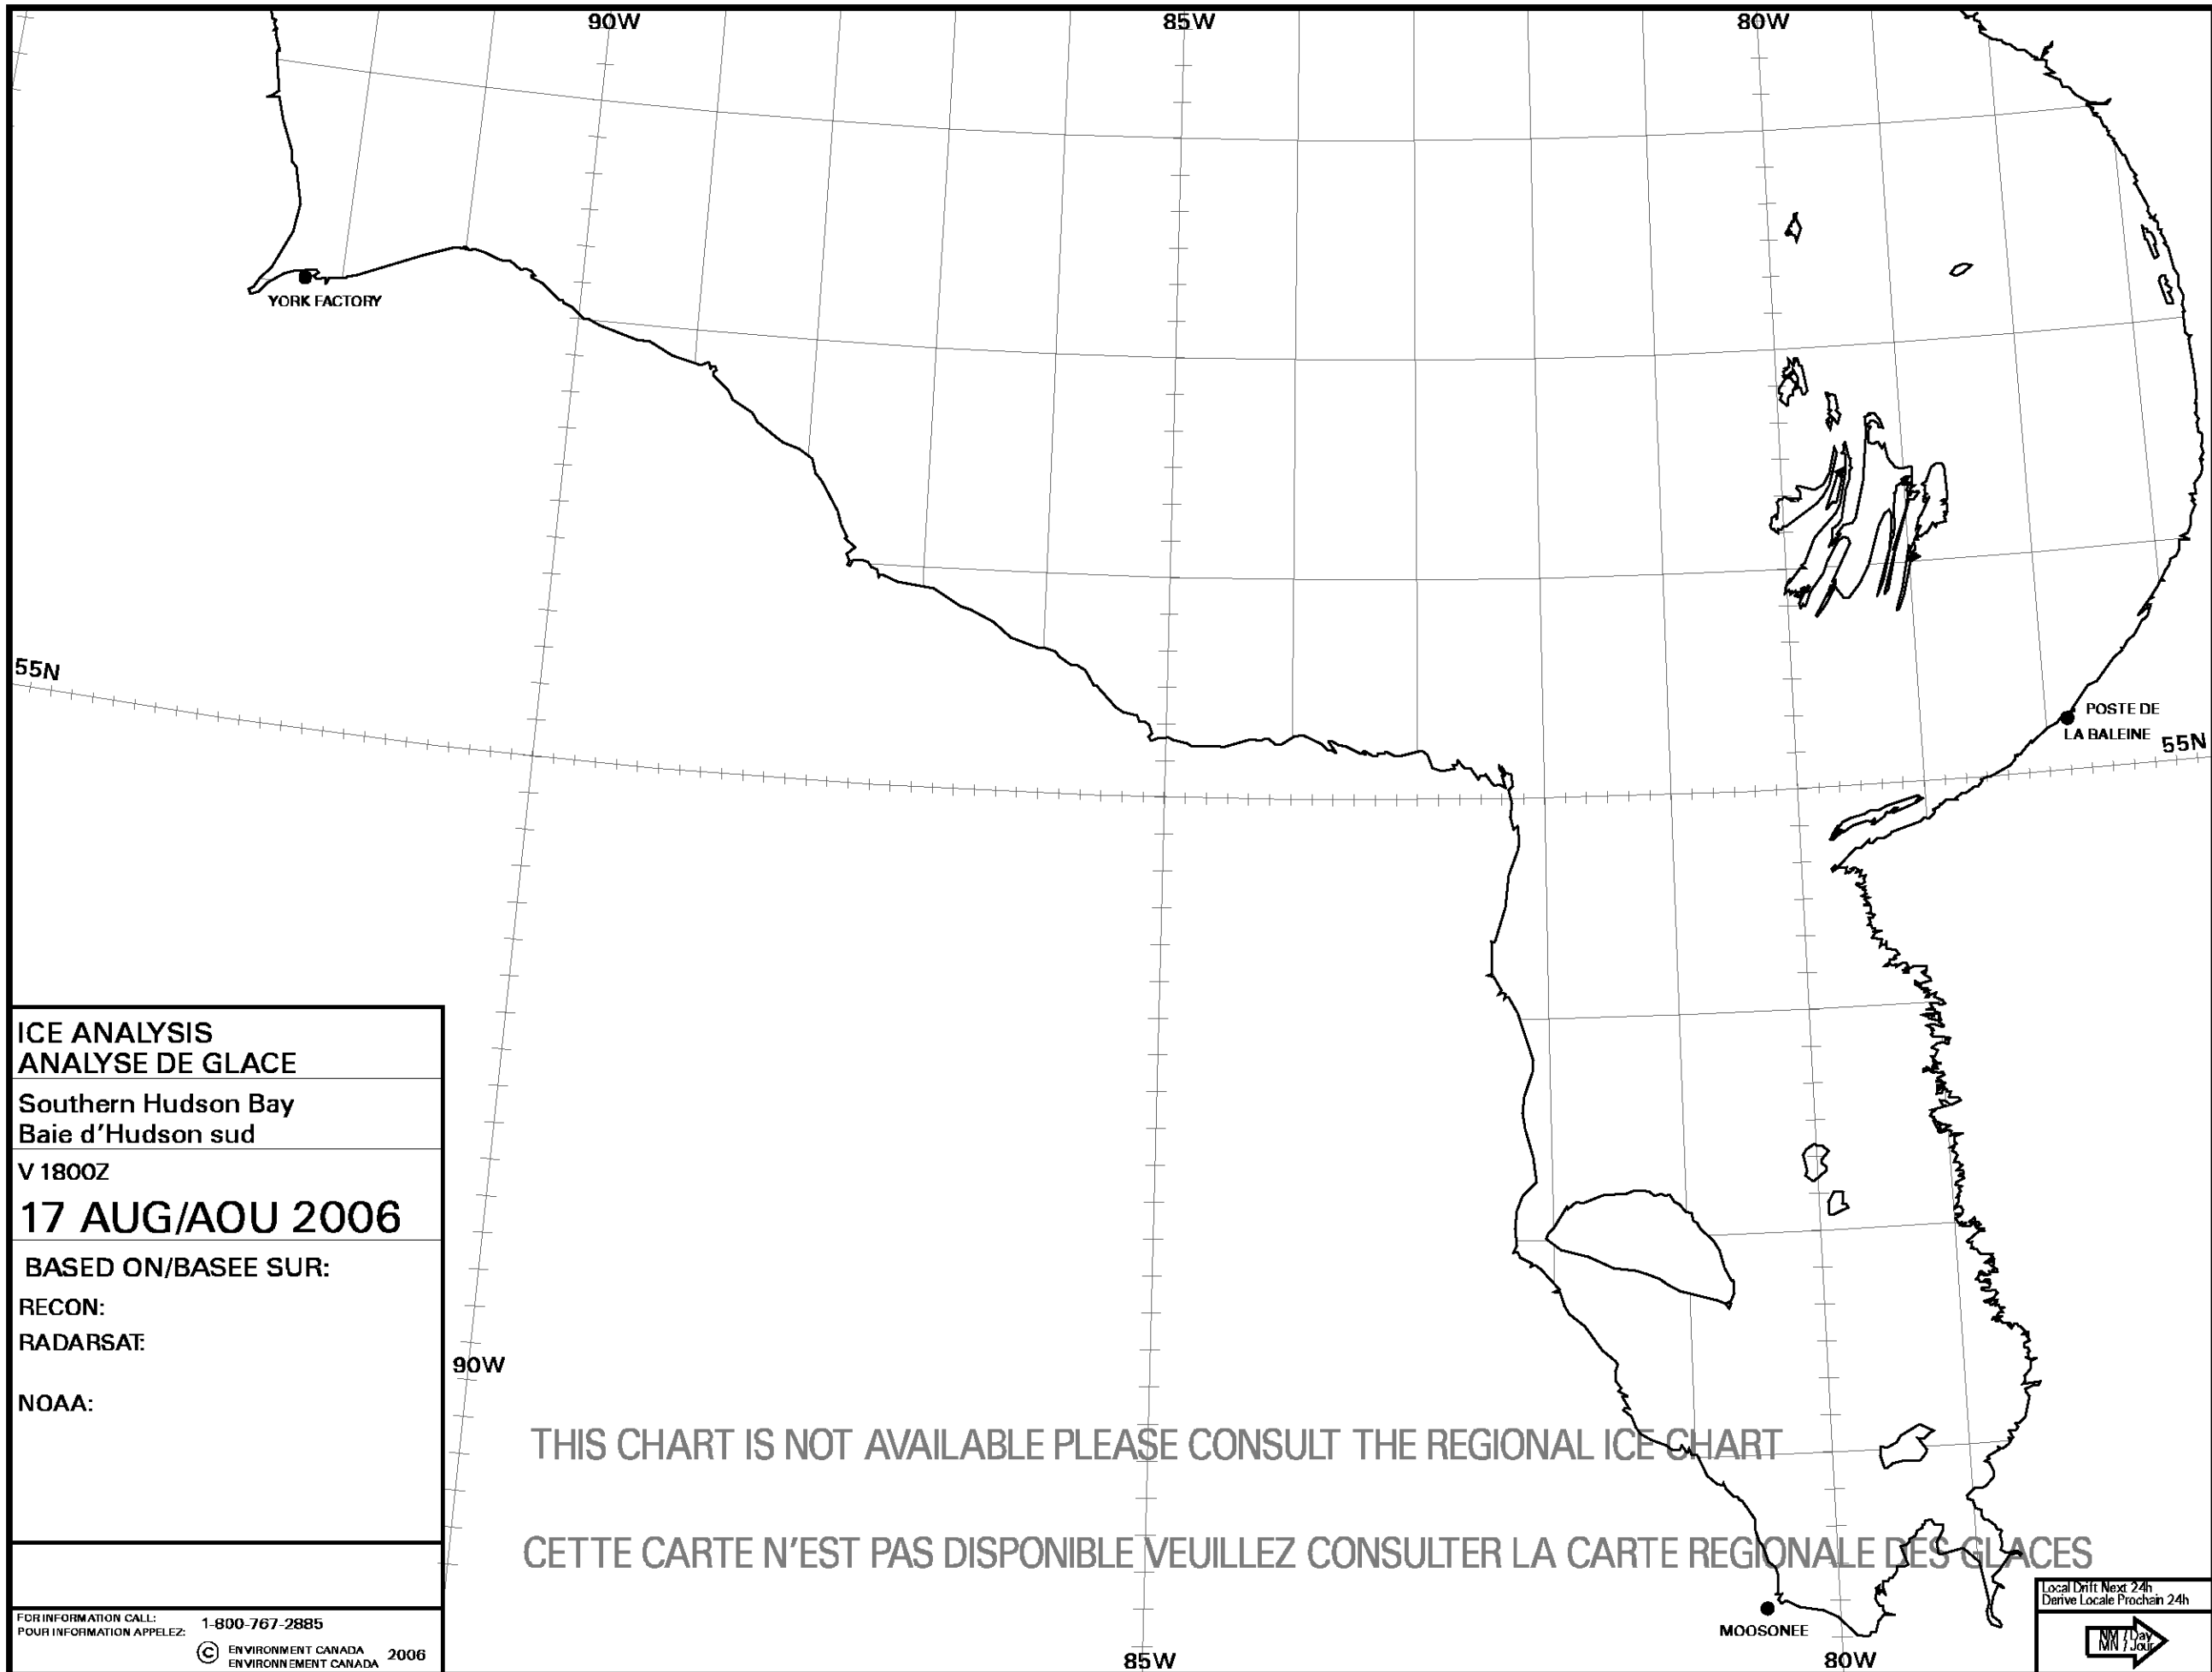 90W
85W
80W
YORK FACTORY
55N
POSTE DE
LA BALEINE
55N
ICE ANALYSIS
ANALYSE DE GLACE
Southern Hudson Bay
Baie d'Hudson sud
V 1800Z
17 AUG/AOU 2006
BASED ON/BASEE SUR:
RECON:
RADARSAT:
NOAA:
90W
THIS CHART IS NOT AVAILABLE PLEASE CONSULT THE REGIONAL ICE CHART
CETTE CARTE N'EST PAS DISPONIBLE VEUILLEZ CONSULTER LA CARTE REGIONALE DES GLACES
FOR INFORMATION CALL:
POUR INFORMATION APPELEZ:
1-800-767-2885
© ENVIRONMENT CANADA
ENVIRONNEMENT CANADA
2006
MOOSONEE
85W
80W
Local Drift Next 24h
Derive Locale Prochain 24h
NM / Day
MN / Jour